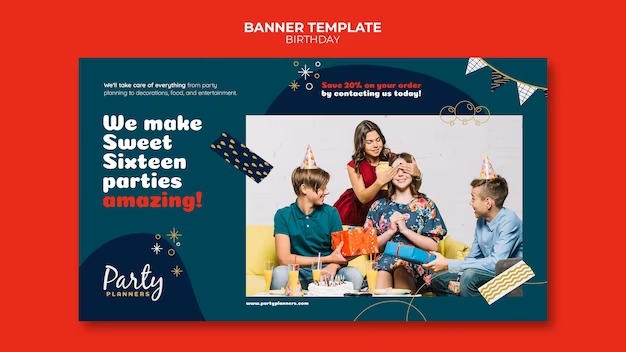 BANNER TEMPLATE
BIRTHDAY
We'll take care of everything from party
planning to decorations, food, and entertainment.
Save 20% on your order
by contacting us today!
We make
Sweet
Sixteen
parties
amazing!
Party
PLANNERS
www.partyplanners.com